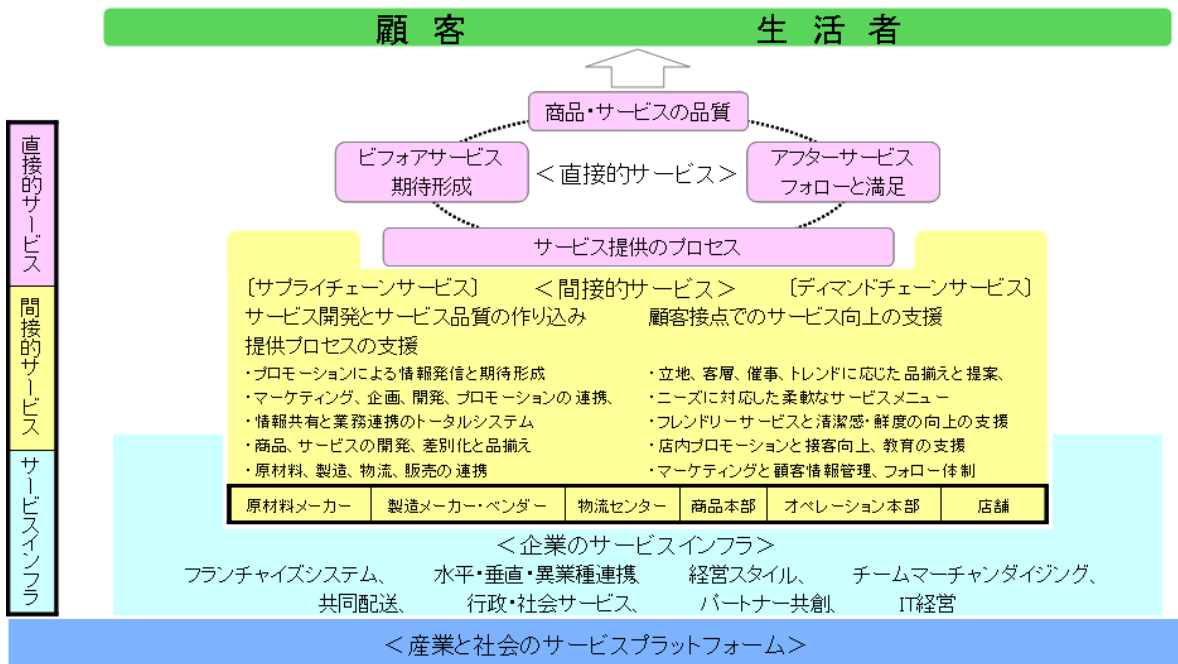 顧客 生活者
商品・サービスの品質
ビフォアサービス
期待形成
＜直接的サービス＞
アフターサービス
フォローと満足
サービス提供のプロセス
直接的サービス
間接的サービス
サービスインフラ
〔サプライチェーンサービス〕 ＜間接的サービス＞ 〔ディマンドチェーンサービス〕
サービス開発とサービス品質の作り込み
提供プロセスの支援
・プロモーションによる情報発信と期待形成
・マーケティング、企画、開発、プロモーションの連携、
・情報共有と業務連携のトータルシステム
・商品、サービスの開発、差別化と品揃え
・原材料、製造、物流、販売の連携
顧客接点でのサービス向上の支援
・立地、客層、催事、トレンドに応じた品揃えと提案、
・ニーズに対応した柔軟なサービスメニュー
・フレンドリーサービスと清潔感・鮮度の向上の支援
・店内プロモーションと接客向上、教育の支援
・マーケティングと顧客情報管理、フォロー体制
原材料メーカー 製造メーカー・ベンダー 物流センター 商品本部 オペレーション本部 店舗
＜企業のサービスインフラ＞
フランチャイズシステム、 水平・垂直・異業種連携、 経営スタイル、 チームマーチャンダイジング、
共同配送、 行政・社会サービス、 パートナー共創、 IT経営
＜産業と社会のサービスプラットフォーム＞